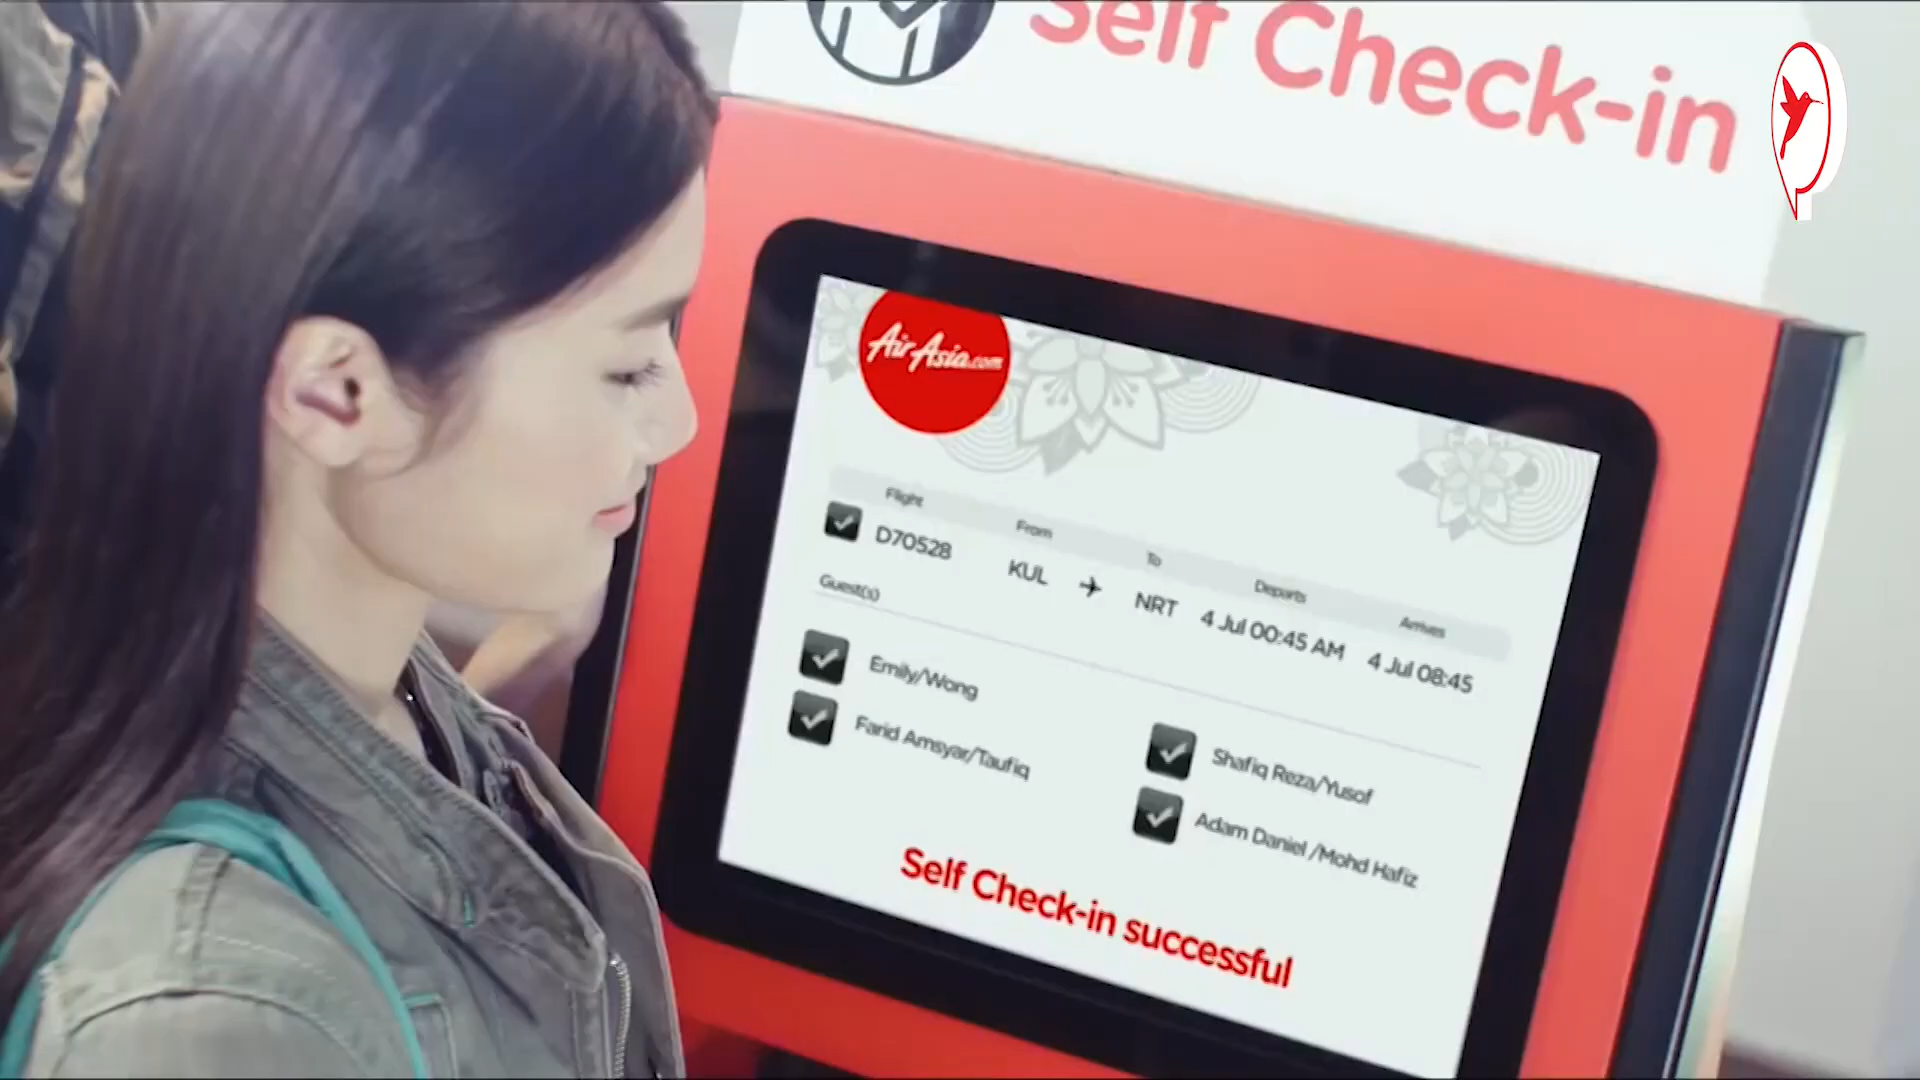 Self Check-in
AirAsia.com
Flight From To Departs Arrives
D70528 KUL NRT 4 Jul 00:45 AM 4 Jul 08:45
Guest(s)
Emily/Wong
Farid Amsyar/Taufiq
Shafiq Reza/Yusof
Adam Daniel /Mohd Hafiz
Self Check-in successful